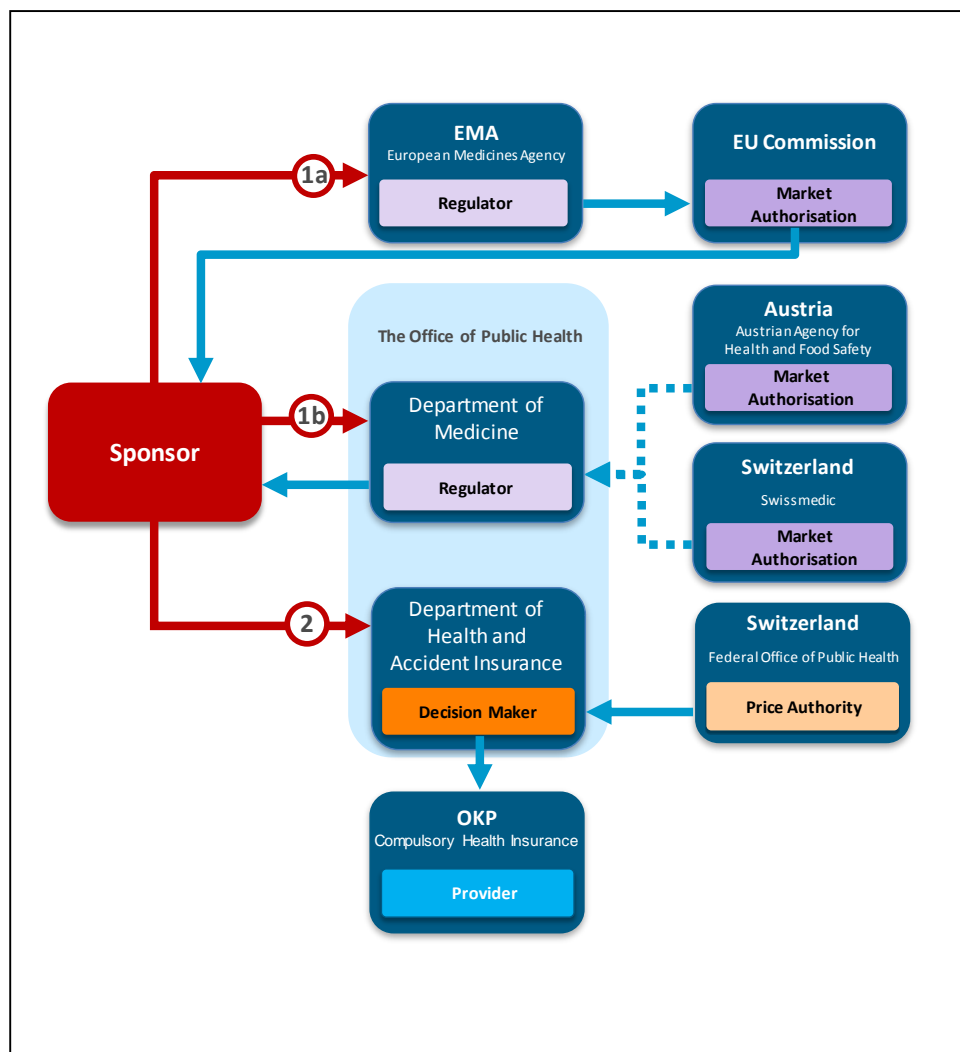 EMA
European Medicines Agency
Regulator
EU Commission
Market
Authorisation
1a
The Office of Public Health
Austria
Austrian Agency for
Health and Food Safety
Market
Authorisation
Sponsor
1b
Department of
Medicine
Regulator
Switzerland
Swissmedic
Market
Authorisation
2
Department of
Health and
Accident Insurance
Decision Maker
Switzerland
Federal Office of Public Health
Price Authority
OKP
Compulsory Health Insurance
Provider